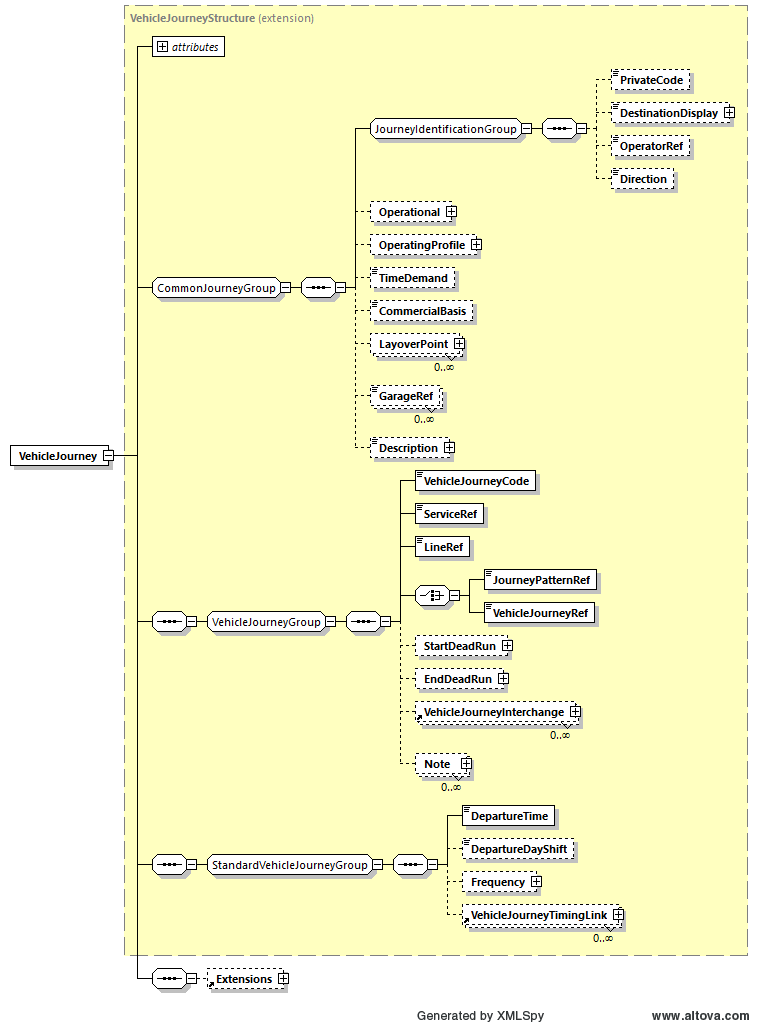 VehicleJourneyStructure (extension)
attributes
PrivateCode
DestinationDisplay
JourneyIdentificationGroup
OperatorRef
Direction
Operational
OperatingProfile
TimeDemand
CommonJourneyGroup
CommercialBasis
LayoverPoint
0..∞
GarageRef
0..∞
Description
VehicleJourney
VehicleJourneyCode
ServiceRef
LineRef
JourneyPatternRef
VehicleJourneyRef
VehicleJourneyGroup
StartDeadRun
EndDeadRun
VehicleJourneyInterchange
0..∞
Note
0..∞
DepartureTime
DepartureDayShift
StandardVehicleJourneyGroup
Frequency
VehicleJourneyTimingLink
0..∞
Extensions
Generated by XMLSpy www.altova.com